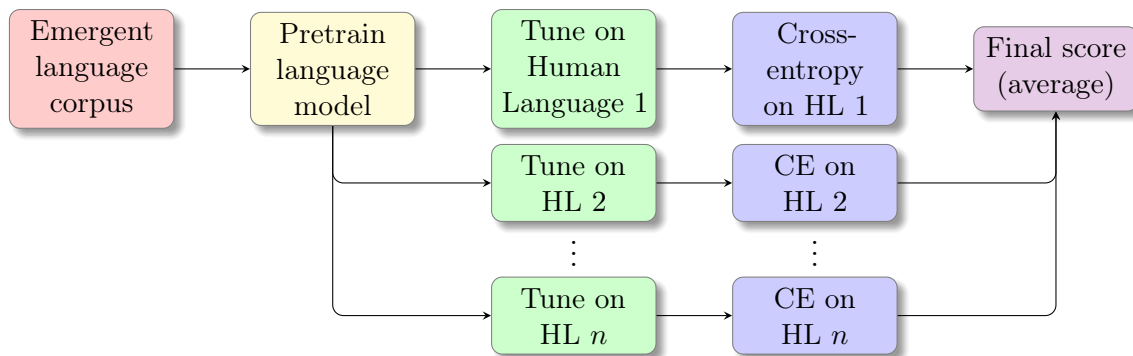 Emergent
language
corpus
Pretrain
language
model
Tune on
Human
Language 1
Cross-
entropy
on HL 1
Final score
(average)
Tune on
HL 2
CE on
HL 2
⋮
⋮
Tune on
HL n
CE on
HL n